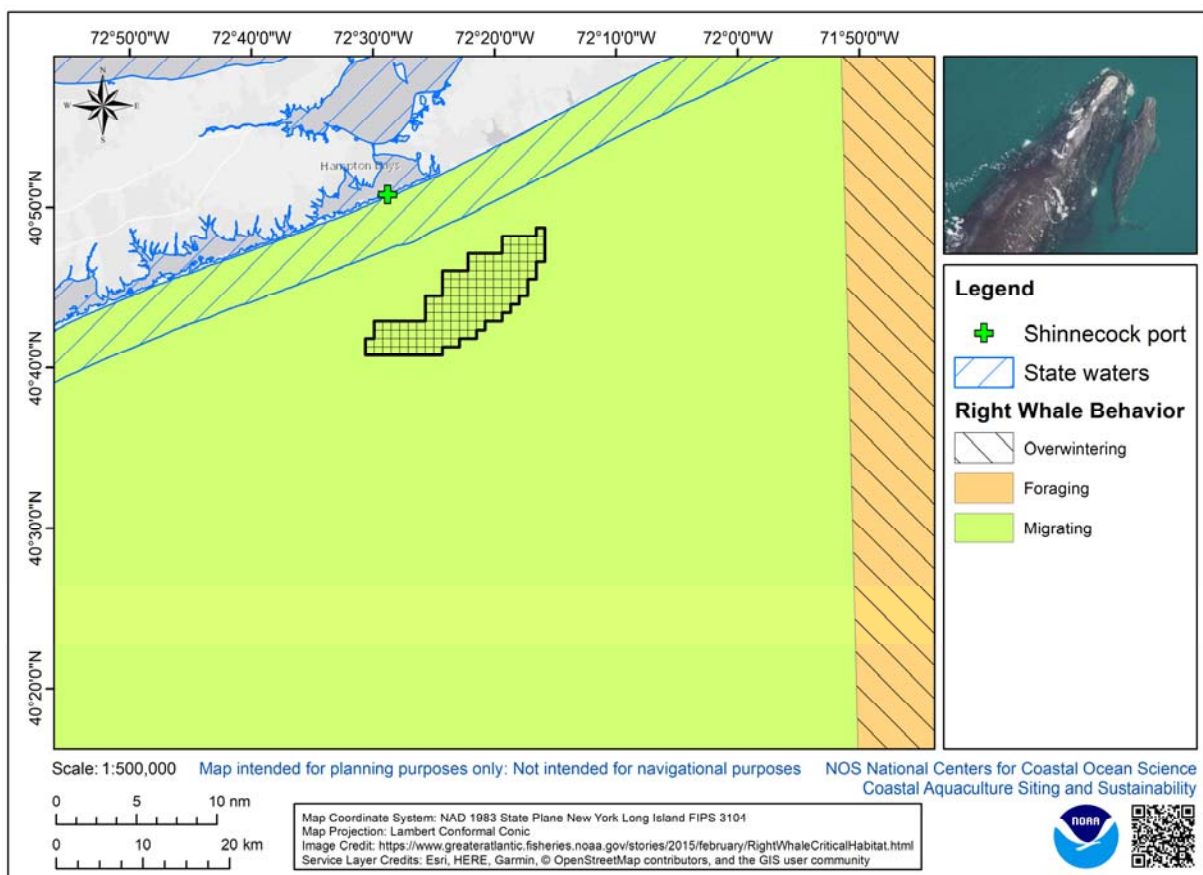 72°50'0"W 72°40'0"W 72°30'0"W 72°20'0"W 72°10'0"W 72°0'0"W 71°50'0"W
N
W E
S
Hampton Bays
40°50'0"N
40°40'0"N
40°30'0"N
40°20'0"N
Legend
Shinnecock port
State waters
Right Whale Behavior
Overwintering
Foraging
Migrating
Scale: 1:500,000 Map intended for planning purposes only: Not intended for navigational purposes
NOS National Centers for Coastal Ocean Science
Coastal Aquaculture Siting and Sustainability
0 5 10 nm
0 10 20 km
Map Coordinate System: NAD 1983 State Plane New York Long Island FIPS 3104
Map Projection: Lambert Conformal Conic
Image Credit: https://www.greateratlantic.fisheries.noaa.gov/stories/2015/february/RightWhaleCriticalHabitat.html
Service Layer Credits: Esri, HERE, Garmin, © OpenStreetMap contributors, and the GIS user community
NOAA